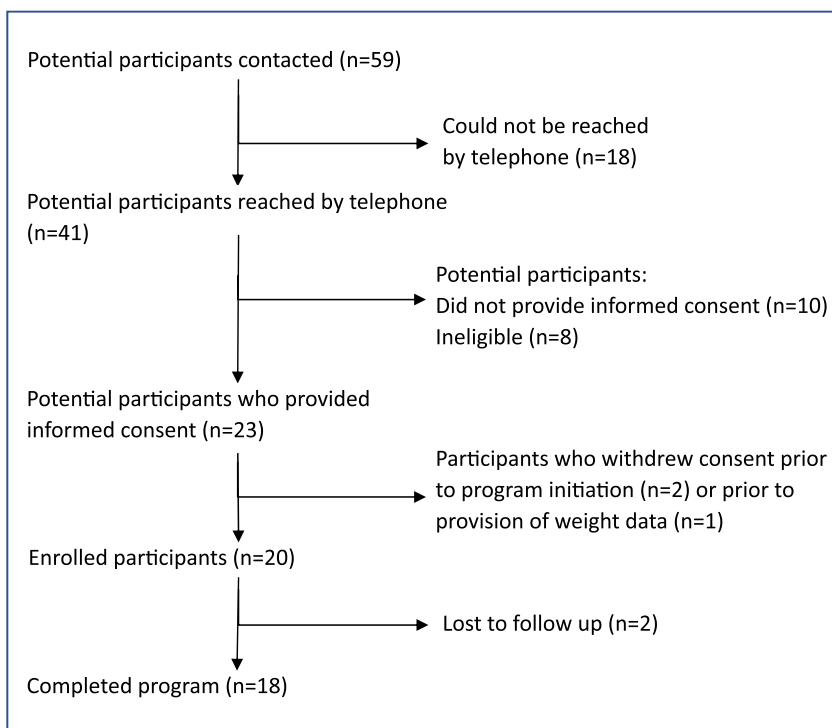 Potential participants contacted (n=59)
Could not be reached
by telephone (n=18)
Potential participants reached by telephone
(n=41)
Potential participants:
Did not provide informed consent (n=10)
Ineligible (n=8)
Potential participants who provided
informed consent (n=23)
Participants who withdrew consent prior
to program initiation (n=2) or prior to
provision of weight data (n=1)
Enrolled participants (n=20)
Lost to follow up (n=2)
Completed program (n=18)